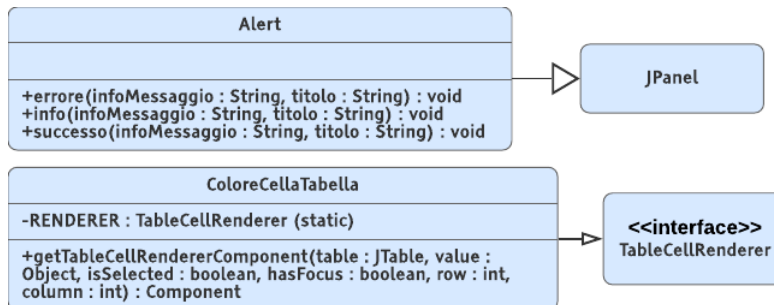 Alert
+errore(infoMessaggio : String, titolo : String) : void
+info(infoMessaggio : String, titolo : String) : void
+successo(infoMessaggio : String, titolo : String) : void
JPanel
ColoreCellaTabella
-RENDERER : TableCellRenderer (static)
+getTableCellRendererComponent(table : JTable, value :
Object, isSelected : boolean, hasFocus : boolean, row : int,
column : int) : Component
<<interface>>
TableCellRenderer